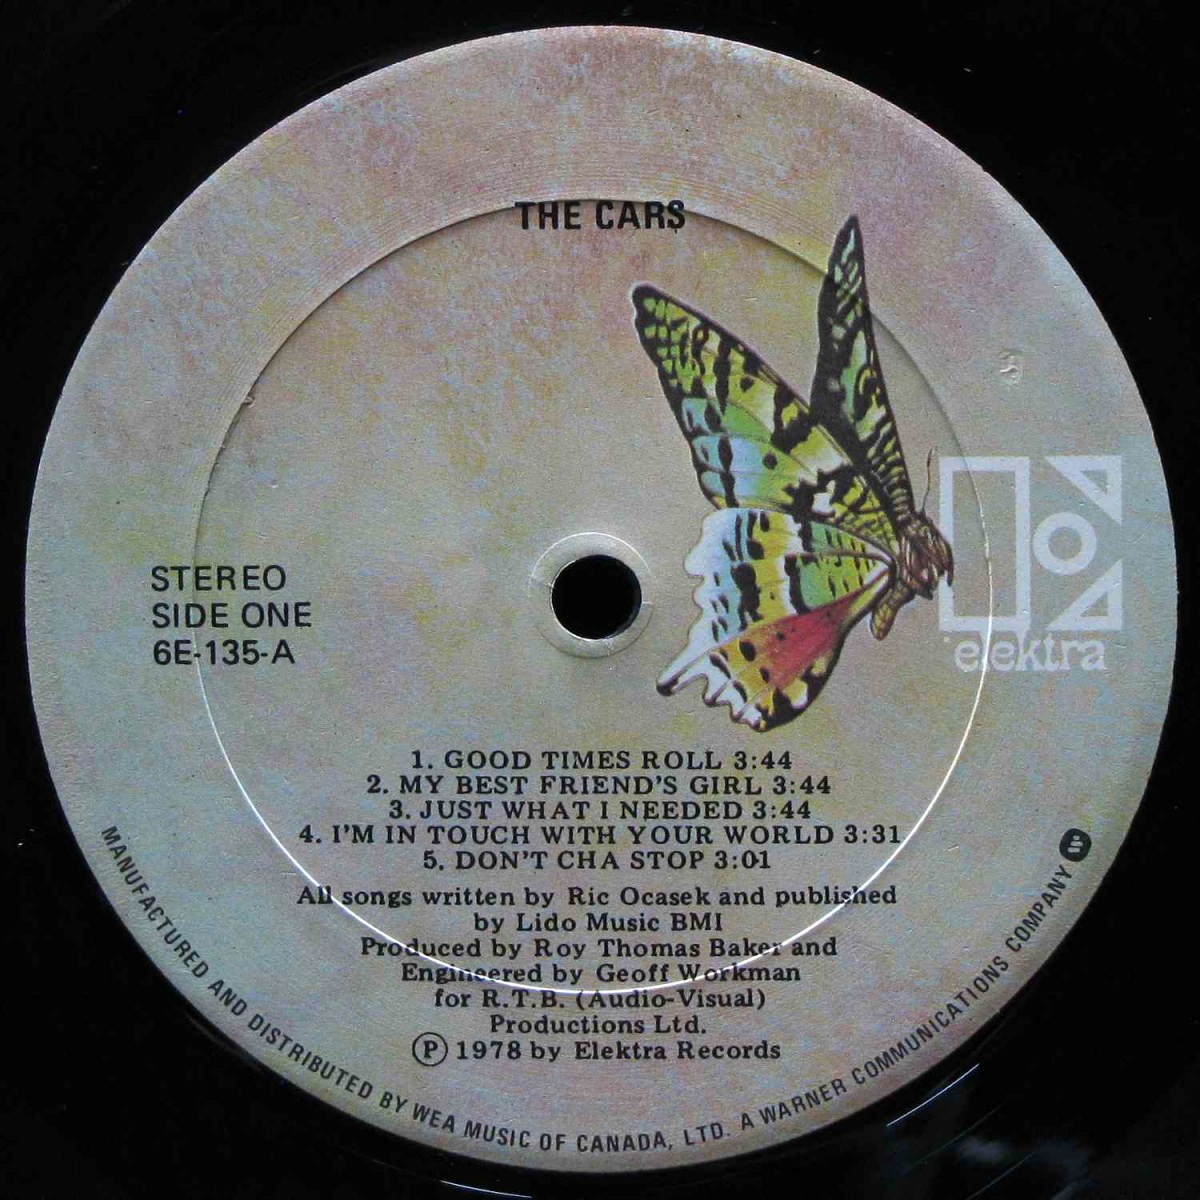 THE CARS
elektra
STEREO
SIDE ONE
6E-135-A
1. GOOD TIMES ROLL 3:44
2. MY BEST FRIEND'S GIRL 3:44
3. JUST WHAT I NEEDED 3:44
4. I'M IN TOUCH WITH YOUR WORLD 3:31
5. DON'T CHA STOP 3:01
All songs written by Ric Ocasek and published
by Lido Music BMI
Produced by Roy Thomas Baker and
Engineered by Geoff Workman
for R.T.B. (Audio-Visual)
Productions Ltd.
Ⓟ 1978 by Elektra Records
MANUFACTURED AND DISTRIBUTED BY WEA MUSIC OF CANADA, LTD. A WARNER COMMUNICATIONS COMPANY